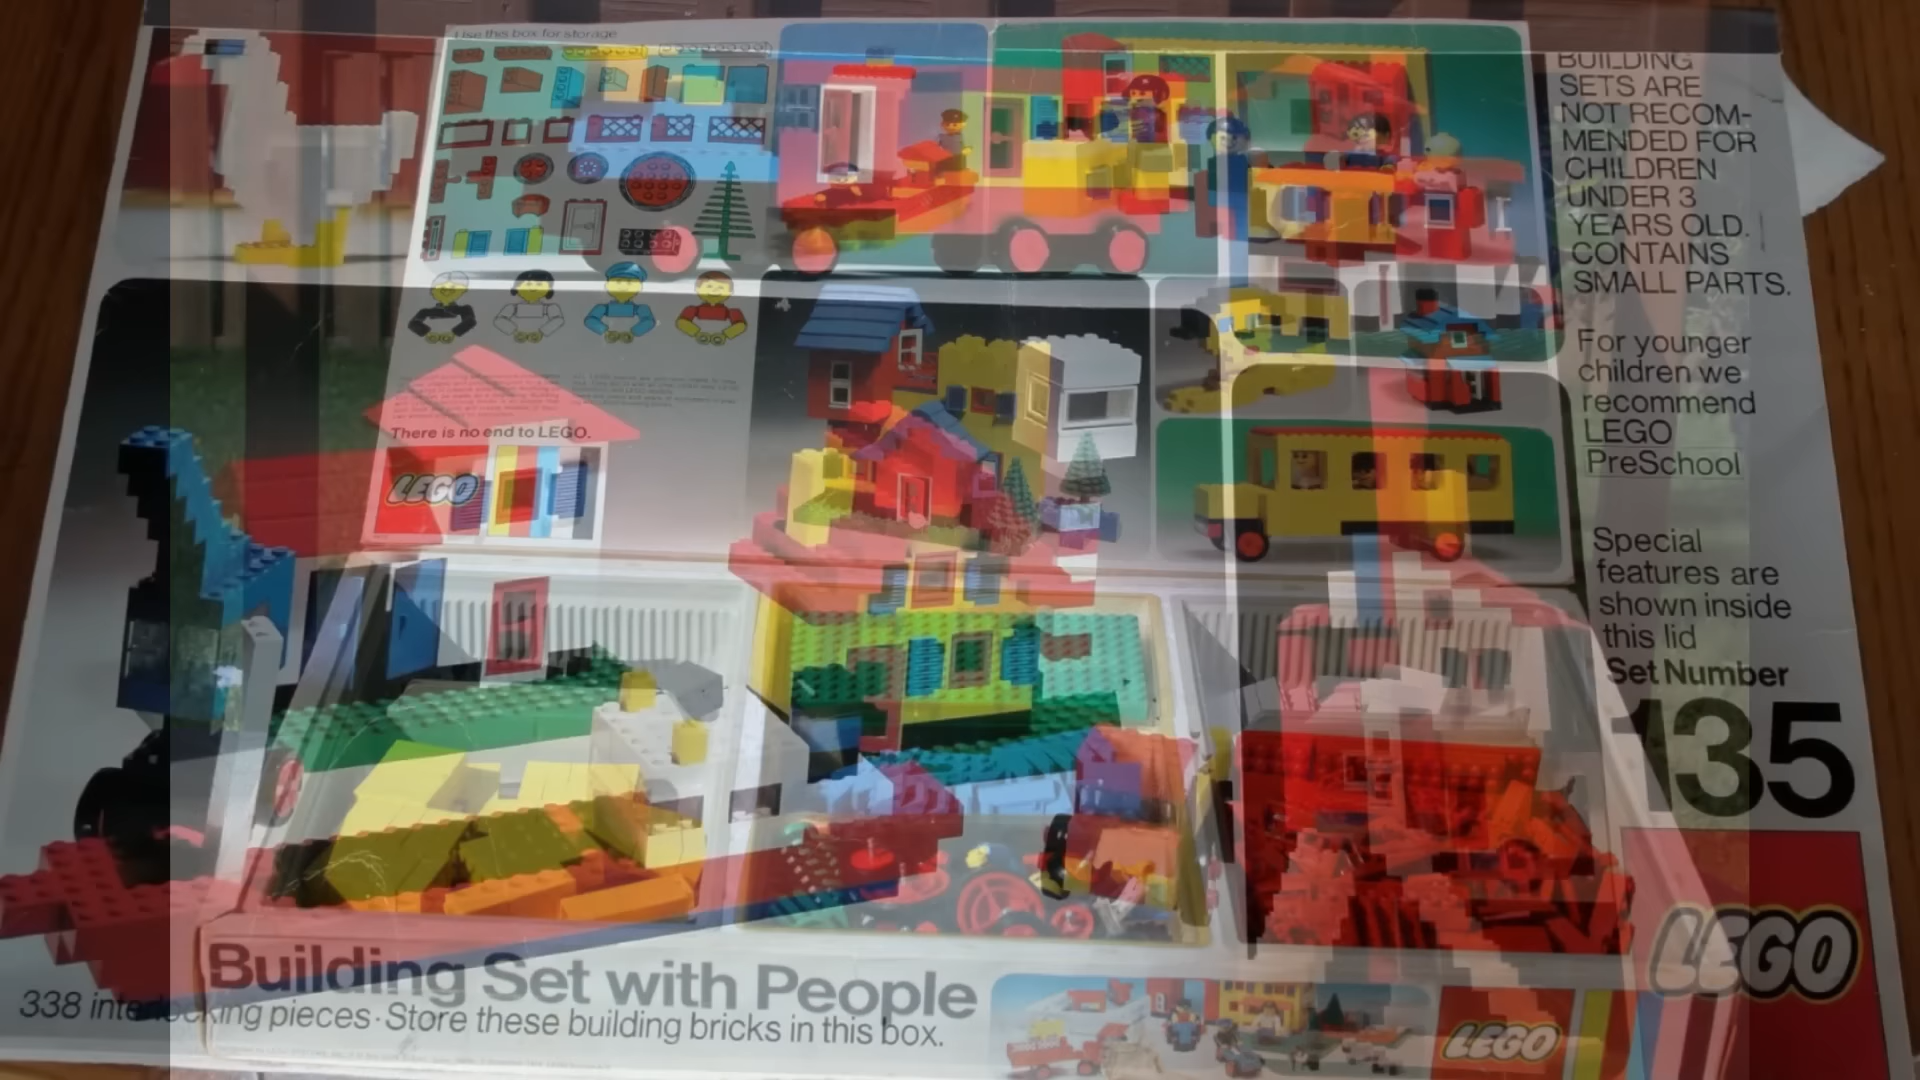 Use this box for storage
BUILDING
SETS ARE
NOT RECOM-
MENDED FOR
CHILDREN
UNDER 3
YEARS OLD.
CONTAINS
SMALL PARTS.
For younger
children we
recommend
LEGO
PreSchool
There is no end to LEGO.
LEGO
Special
features are
shown inside
this lid
Set Number
135
LEGO
Building Set with People
338 interlocking pieces·Store these building bricks in this box.
LEGO